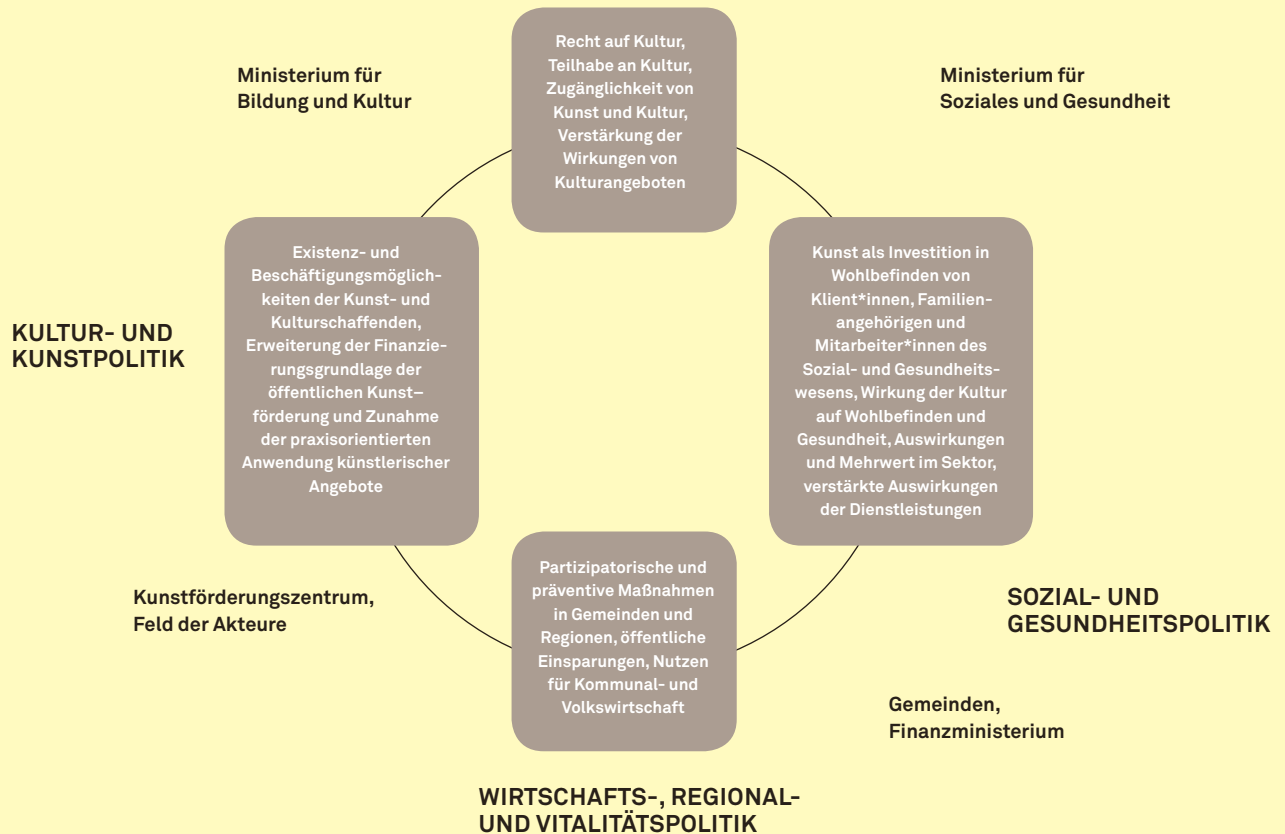 Recht auf Kultur,
Teilhabe an Kultur,
Zugänglichkeit von
Kunst und Kultur,
Verstärkung der
Wirkungen von
Kulturangeboten
Ministerium für
Bildung und Kultur
Ministerium für
Soziales und Gesundheit
Existenz- und
Beschäftigungsmöglich-
keiten der Kunst- und
Kulturschaffenden,
Erweiterung der Finanzie-
rungsgrundlage der
öffentlichen Kunst–
förderung und Zunahme
der praxisorientierten
Anwendung künstlerischer
Angebote
Kunst als Investition in
Wohlbefinden von
Klient*innen, Familien-
angehörigen und
Mitarbeiter*innen des
Sozial- und Gesundheits-
wesens, Wirkung der Kultur
auf Wohlbefinden und
Gesundheit, Auswirkungen
und Mehrwert im Sektor,
verstärkte Auswirkungen
der Dienstleistungen
KULTUR- UND
KUNSTPOLITIK
Partizipatorische und
präventive Maßnahmen
in Gemeinden und
Regionen, öffentliche
Einsparungen, Nutzen
für Kommunal- und
Volkswirtschaft
Kunstförderungszentrum,
Feld der Akteure
SOZIAL- UND
GESUNDHEITSPOLITIK
Gemeinden,
Finanzministerium
WIRTSCHAFTS-, REGIONAL-
UND VITALITÄTSPOLITIK